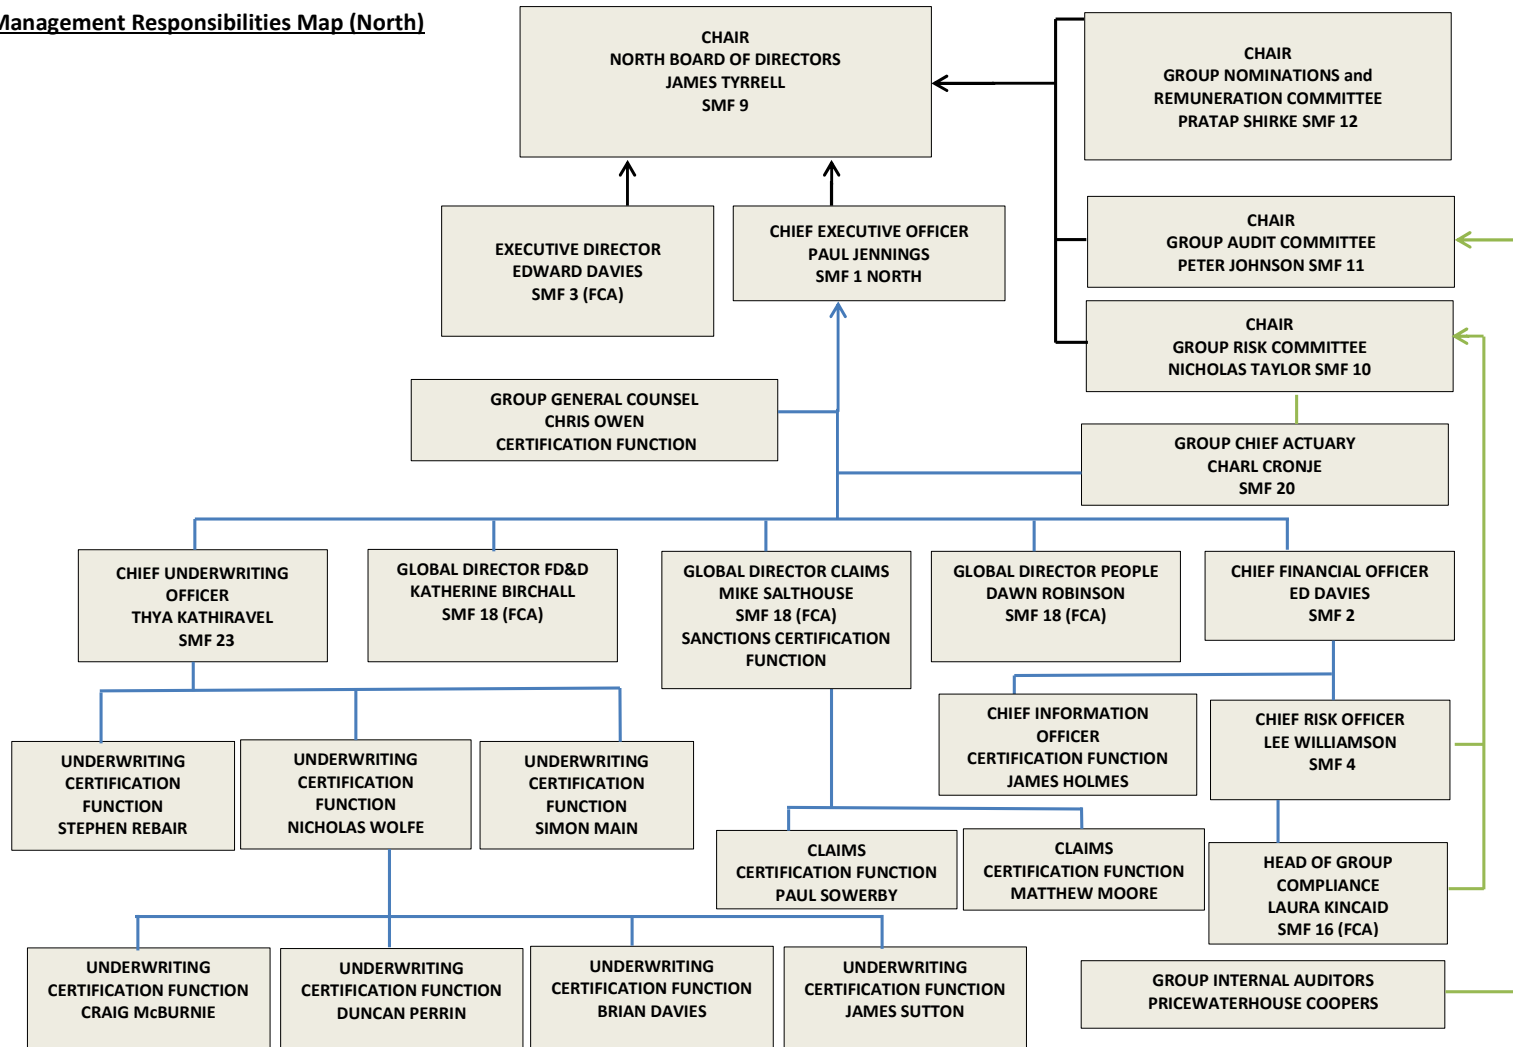 Management Responsibilities Map (North)
CHAIR
NORTH BOARD OF DIRECTORS
JAMES TYRRELL
SMF 9
CHAIR
GROUP NOMINATIONS and
REMUNERATION COMMITTEE
PRATAP SHIRKE SMF 12
EXECUTIVE DIRECTOR
EDWARD DAVIES
SMF 3 (FCA)
CHIEF EXECUTIVE OFFICER
PAUL JENNINGS
SMF 1 NORTH
CHAIR
GROUP AUDIT COMMITTEE
PETER JOHNSON SMF 11
CHAIR
GROUP RISK COMMITTEE
NICHOLAS TAYLOR SMF 10
GROUP GENERAL COUNSEL
CHRIS OWEN
CERTIFICATION FUNCTION
GROUP CHIEF ACTUARY
CHARL CRONJE
SMF 20
CHIEF UNDERWRITING
OFFICER
THYA KATHIRAVEL
SMF 23
GLOBAL DIRECTOR FD&D
KATHERINE BIRCHALL
SMF 18 (FCA)
GLOBAL DIRECTOR CLAIMS
MIKE SALTHOUSE
SMF 18 (FCA)
SANCTIONS CERTIFICATION
FUNCTION
GLOBAL DIRECTOR PEOPLE
DAWN ROBINSON
SMF 18 (FCA)
CHIEF FINANCIAL OFFICER
ED DAVIES
SMF 2
CHIEF INFORMATION
OFFICER
CERTIFICATION FUNCTION
JAMES HOLMES
CHIEF RISK OFFICER
LEE WILLIAMSON
SMF 4
UNDERWRITING
CERTIFICATION
FUNCTION
STEPHEN REBAIR
UNDERWRITING
CERTIFICATION
FUNCTION
NICHOLAS WOLFE
UNDERWRITING
CERTIFICATION
FUNCTION
SIMON MAIN
CLAIMS
CERTIFICATION FUNCTION
PAUL SOWERBY
CLAIMS
CERTIFICATION FUNCTION
MATTHEW MOORE
HEAD OF GROUP
COMPLIANCE
LAURA KINCAID
SMF 16 (FCA)
UNDERWRITING
CERTIFICATION FUNCTION
CRAIG McBURNIE
UNDERWRITING
CERTIFICATION FUNCTION
DUNCAN PERRIN
UNDERWRITING
CERTIFICATION FUNCTION
BRIAN DAVIES
UNDERWRITING
CERTIFICATION FUNCTION
JAMES SUTTON
GROUP INTERNAL AUDITORS
PRICEWATERHOUSE COOPERS